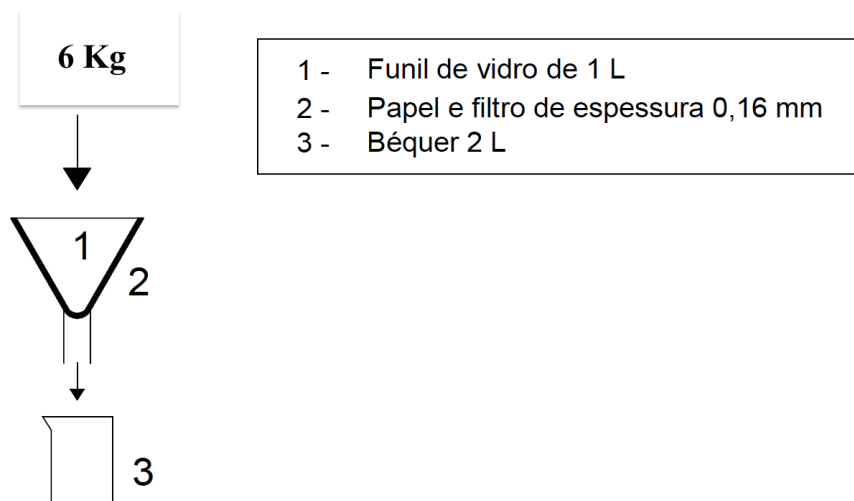 6 Kg
1 - Funil de vidro de 1 L
2 - Papel e filtro de espessura 0,16 mm
3 - Béquer 2 L
1
2
3